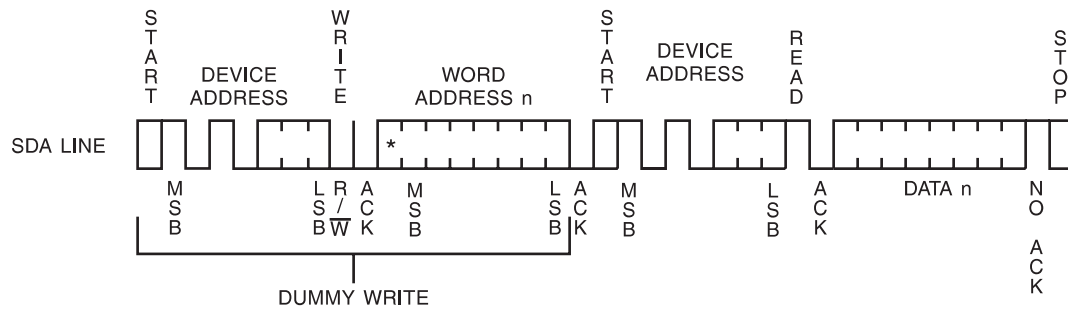 START
WRITE
START
READ
STOP
DEVICE
ADDRESS
WORD
ADDRESS n
DEVICE
ADDRESS
SDA LINE
*
MSB
LSB
R/W
ACK
MSB
LSB
ACK
MSB
LSB
ACK
DATA n
NO ACK
DUMMY WRITE